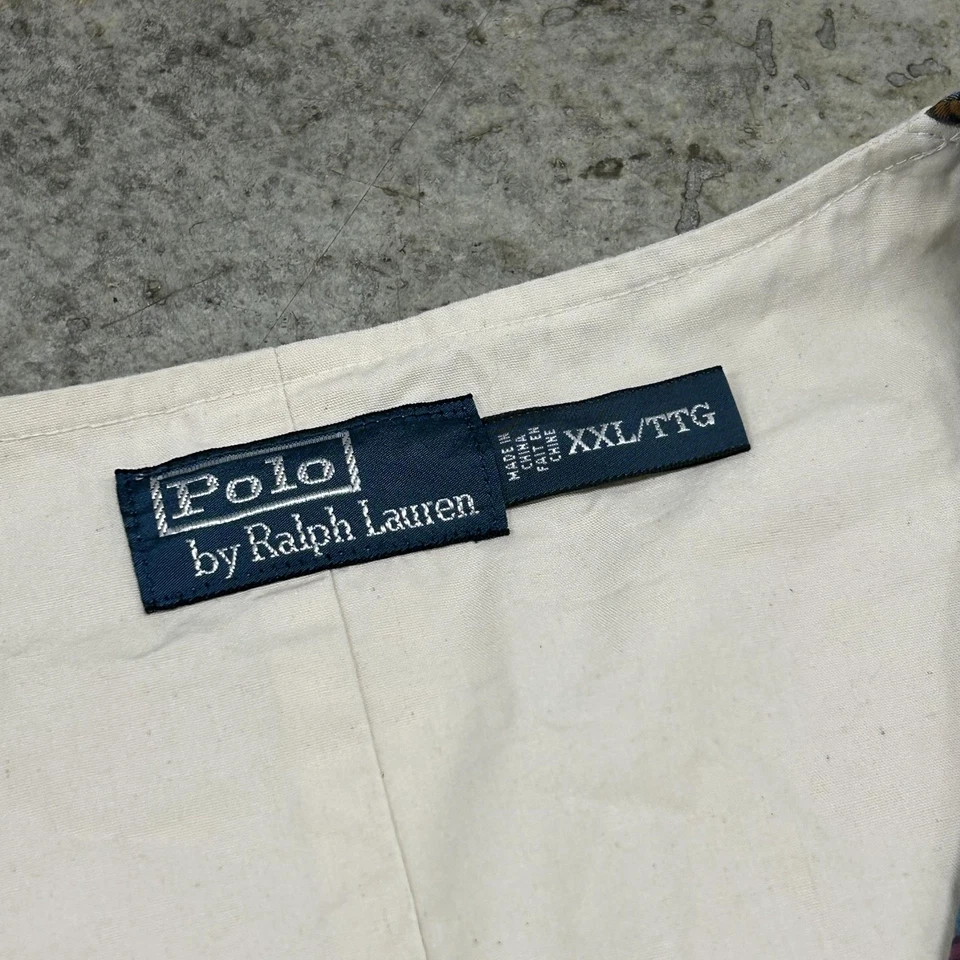 Polo
by Ralph Lauren
MADE IN
CHINA
FAIT EN
CHINE
XXL/TTG